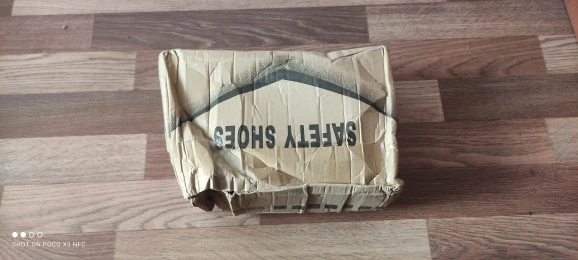 SAFETY SHOES
SHOT ON POCO X3 NFC